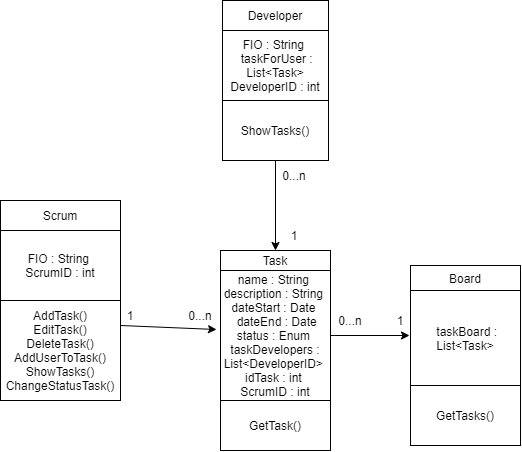 Developer
FIO : String
taskForUser :
List<Task>
DeveloperID : int
ShowTasks()
0...n
1
Scrum
FIO : String
ScrumID : int
AddTask()
EditTask()
DeleteTask()
AddUserToTask()
ShowTasks()
ChangeStatusTask()
1
0...n
Task
name : String
description : String
dateStart : Date
dateEnd : Date
status : Enum
taskDevelopers :
List<DeveloperID>
idTask : int
ScrumID : int
GetTask()
0...n
1
Board
taskBoard :
List<Task>
GetTasks()